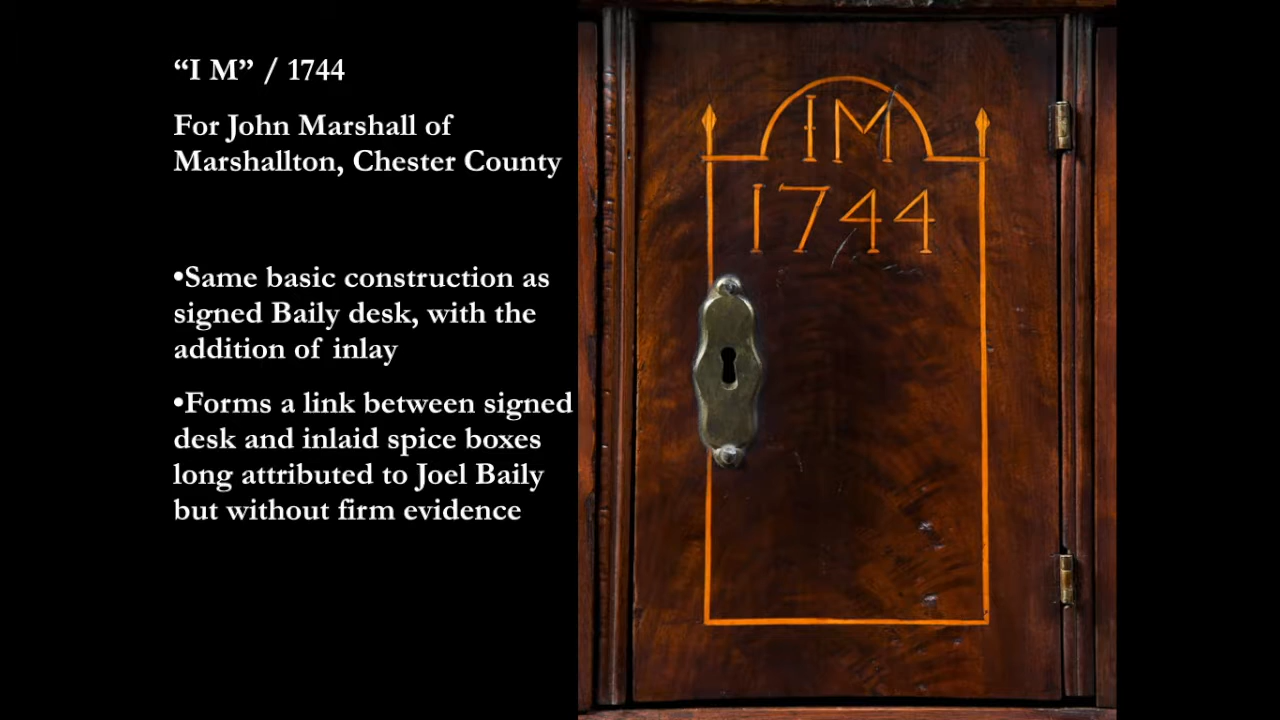 “I M” / 1744
For John Marshall of
Marshallton, Chester County
•Same basic construction as
signed Baily desk, with the
addition of inlay
•Forms a link between signed
desk and inlaid spice boxes
long attributed to Joel Baily
but without firm evidence
IM
1744